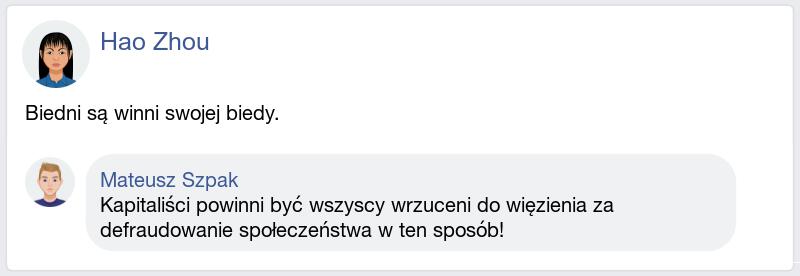 Hao Zhou
Biedni są winni swojej biedy.
Mateusz Szpak
Kapitaliści powinni być wszyscy wrzuceni do więzienia za
defraudowanie społeczeństwa w ten sposób!